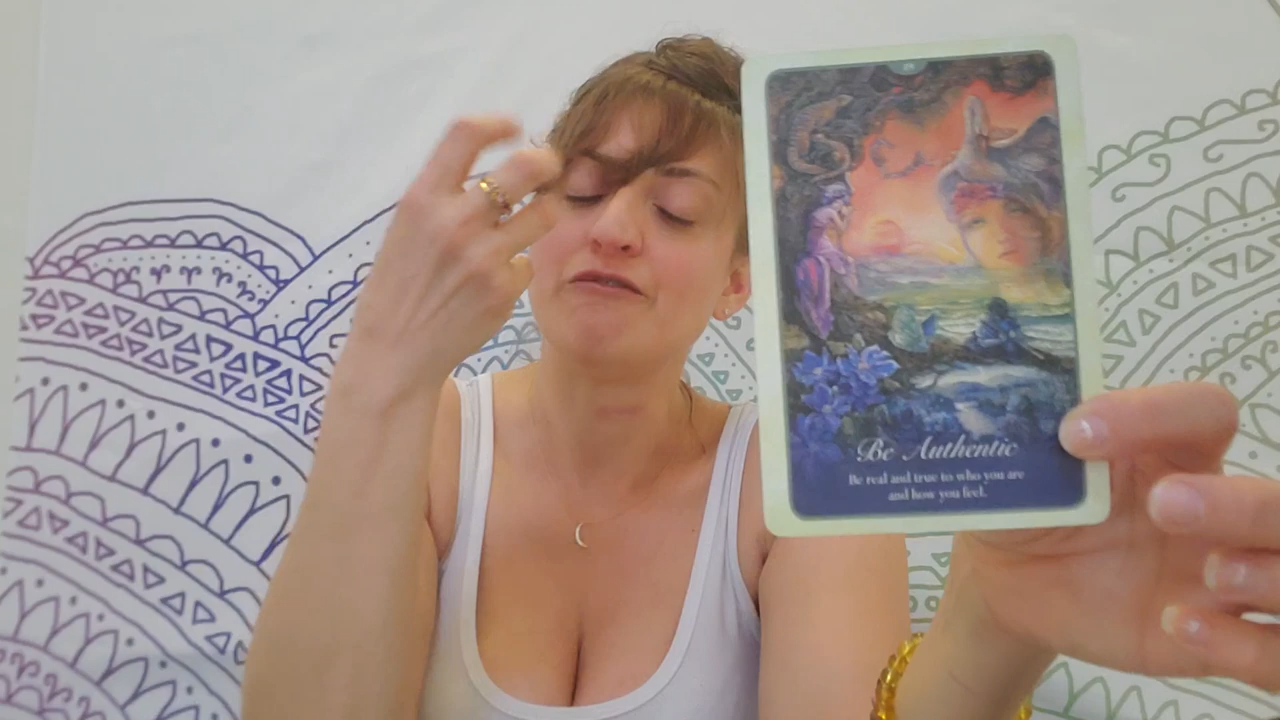 Be Authentic
Be real and true to who you are
and how you feel.